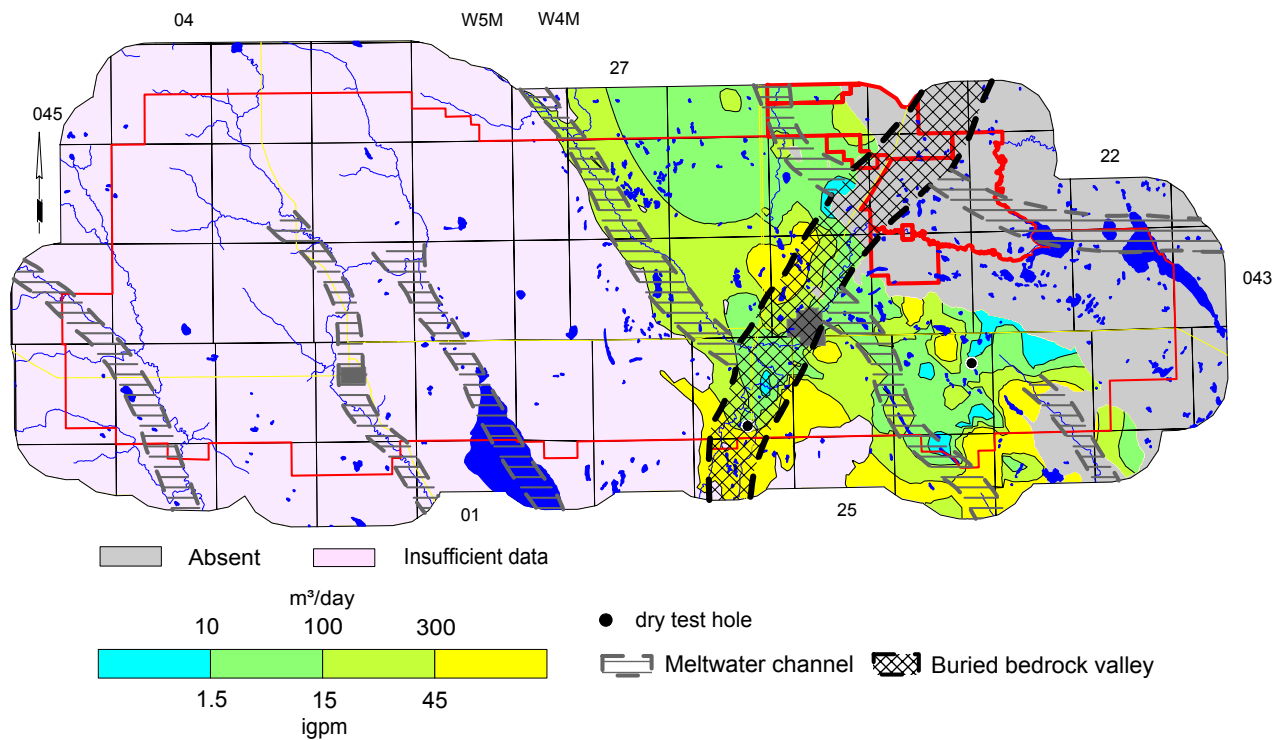 04
W5M W4M
27
045
22
043
01
25
Absent
Insufficient data
m³/day
10 100 300
1.5 15 45
igpm
dry test hole
Meltwater channel
Buried bedrock valley